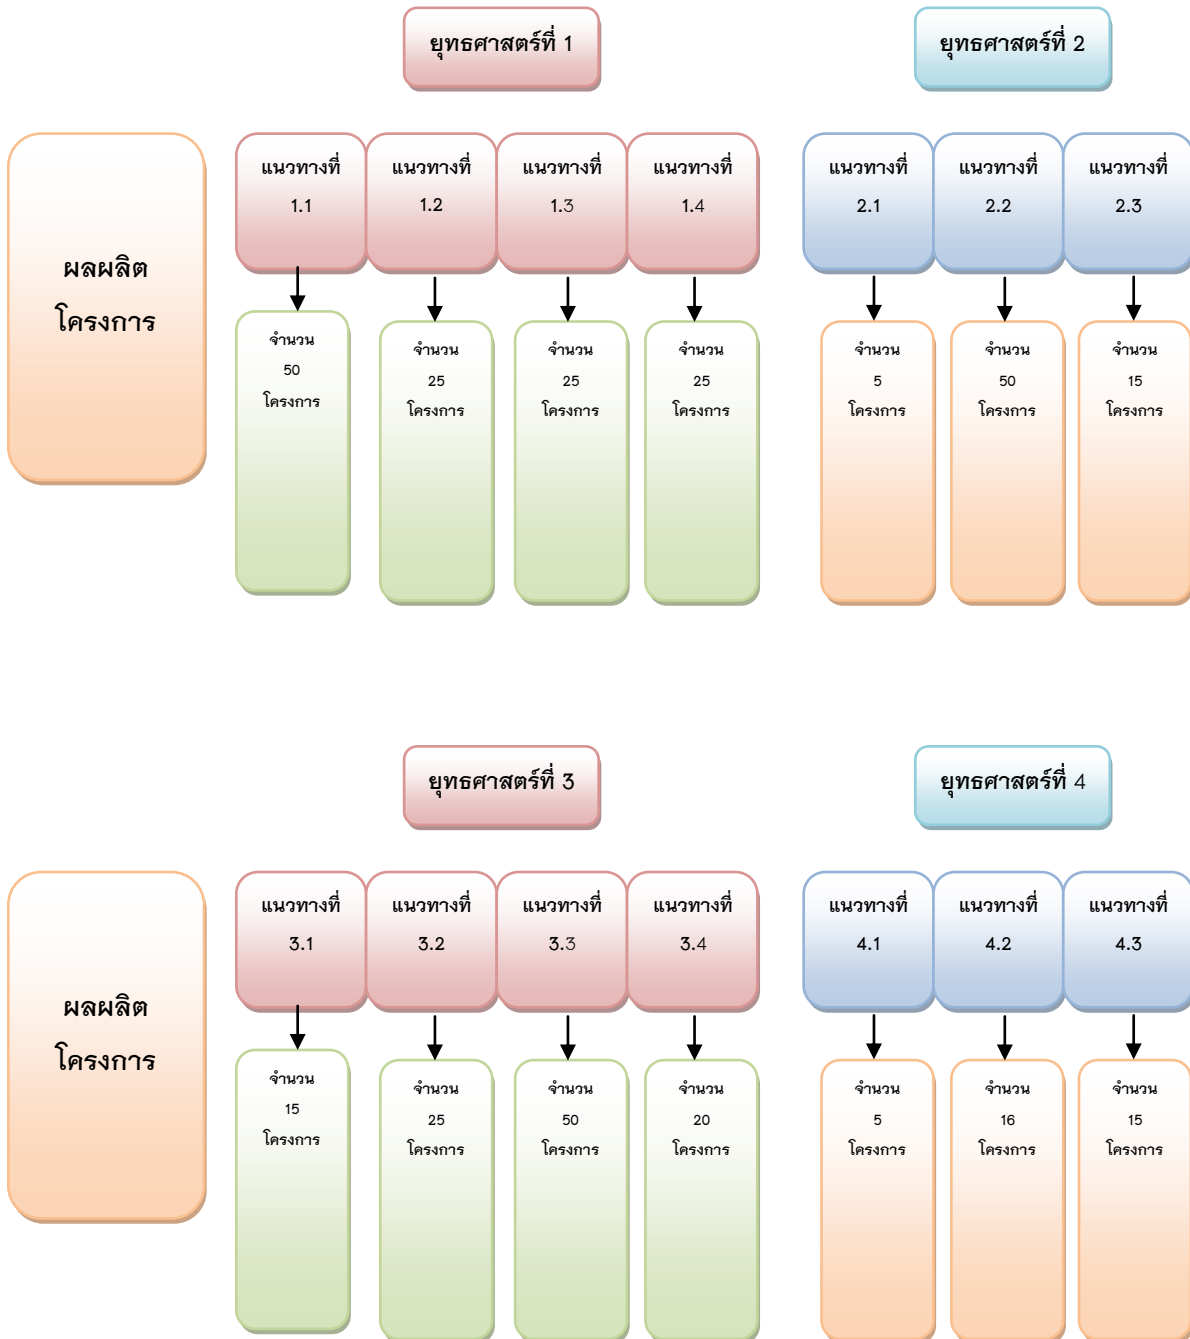 ยุทธศาสตร์ที่ 1
ยุทธศาสตร์ที่ 2
ผลผลิต
โครงการ
แนวทางที่
1.1
แนวทางที่
1.2
แนวทางที่
1.3
แนวทางที่
1.4
แนวทางที่
2.1
แนวทางที่
2.2
แนวทางที่
2.3
จำนวน
50
โครงการ
จำนวน
25
โครงการ
จำนวน
25
โครงการ
จำนวน
25
โครงการ
จำนวน
5
โครงการ
จำนวน
50
โครงการ
จำนวน
15
โครงการ
ยุทธศาสตร์ที่ 3
ยุทธศาสตร์ที่ 4
ผลผลิต
โครงการ
แนวทางที่
3.1
แนวทางที่
3.2
แนวทางที่
3.3
แนวทางที่
3.4
แนวทางที่
4.1
แนวทางที่
4.2
แนวทางที่
4.3
จำนวน
15
โครงการ
จำนวน
25
โครงการ
จำนวน
50
โครงการ
จำนวน
20
โครงการ
จำนวน
5
โครงการ
จำนวน
16
โครงการ
จำนวน
15
โครงการ